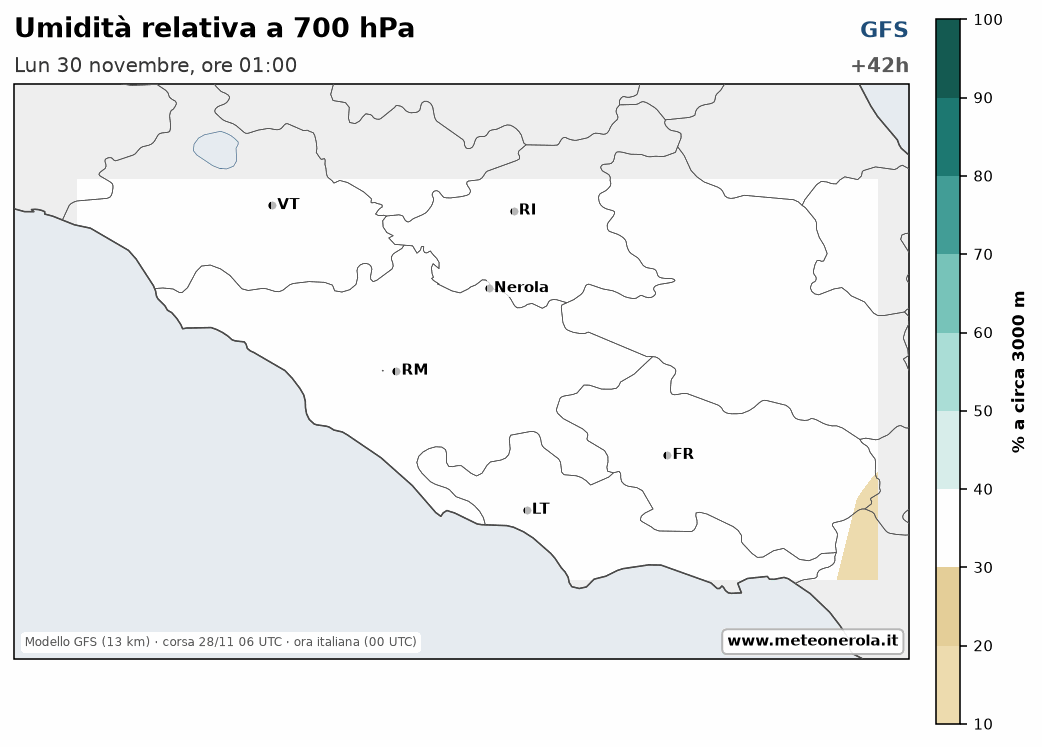 Umidità relativa a 700 hPa
GFS
Lun 30 novembre, ore 01:00
+42h
100
90
80
70
60
50
40
30
20
10
% a circa 3000 m
VT
RI
Nerola
RM
FR
LT
Modello GFS (13 km) · corsa 28/11 06 UTC · ora italiana (00 UTC)
www.meteonerola.it